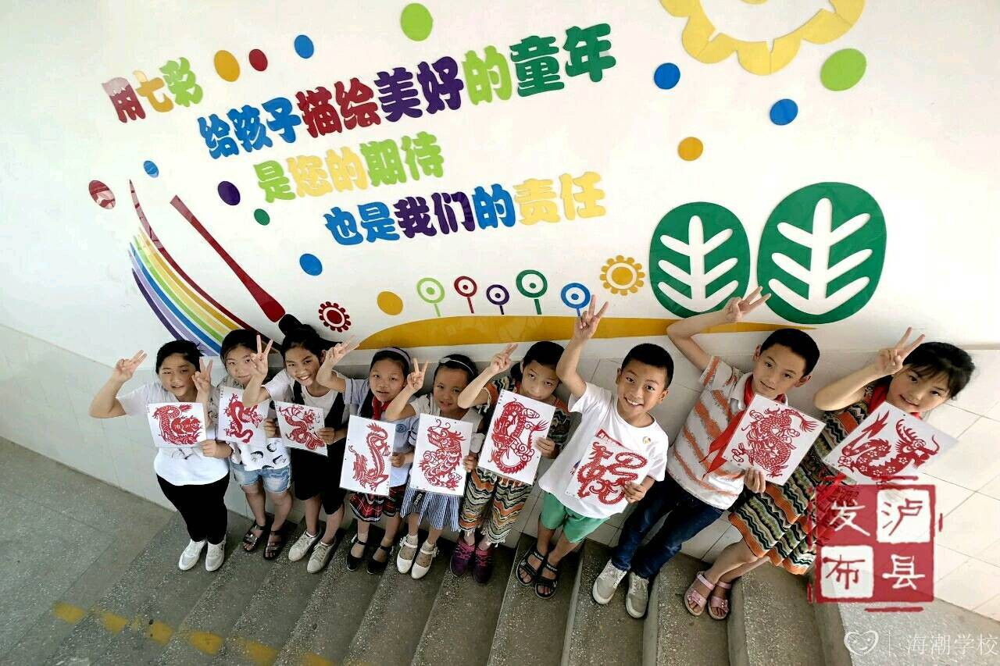 用七彩
给孩子描绘美好的童年
是您的期待
也是我们的责任
泸县
发布
海潮学校